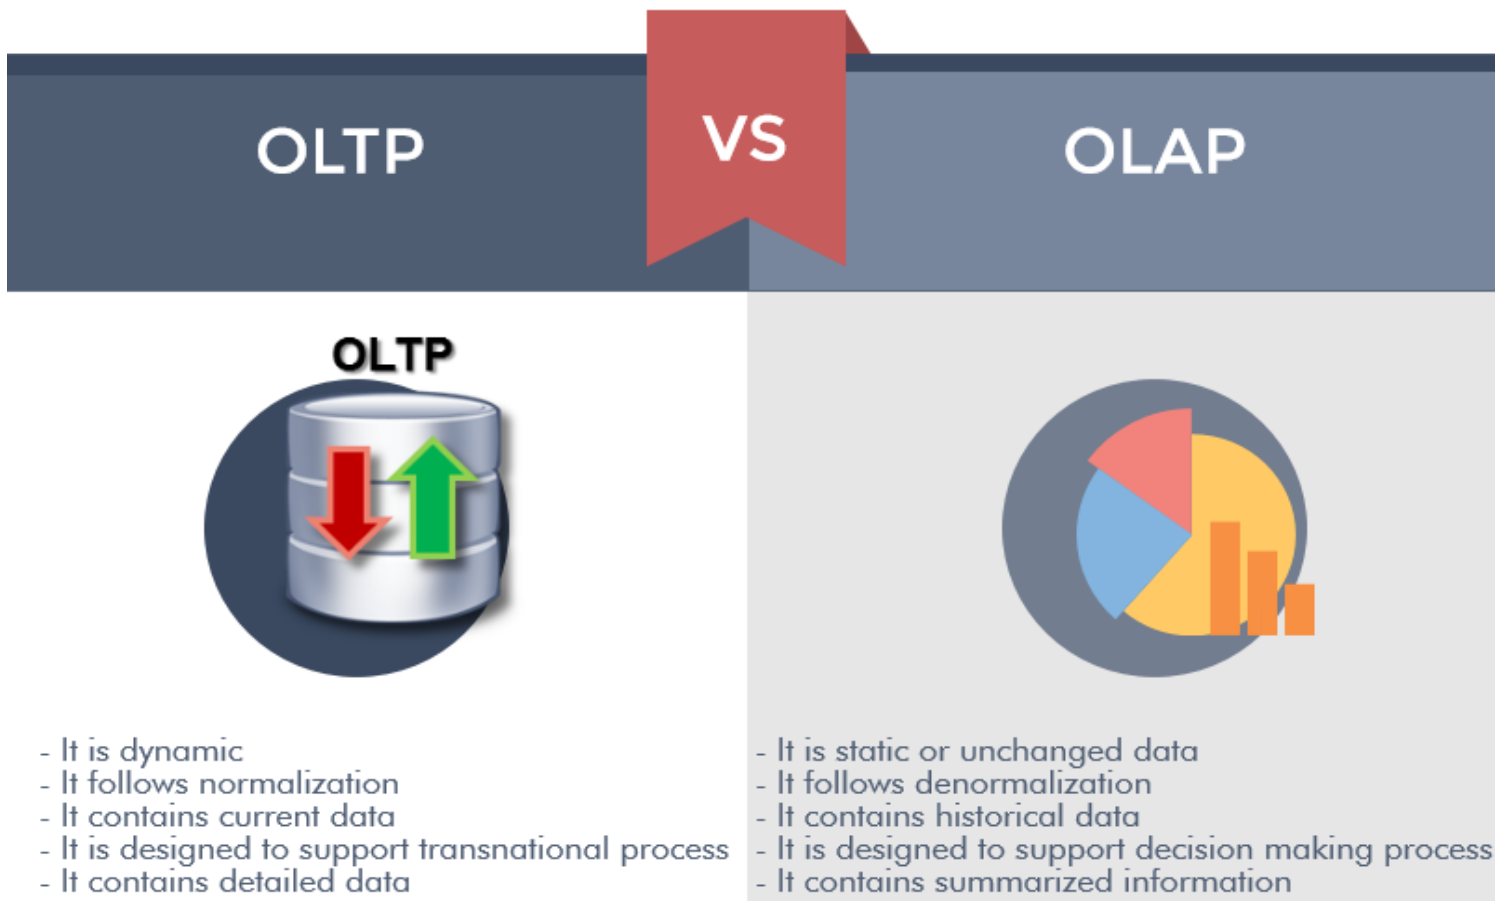 OLTP
VS
OLAP
OLTP
- It is dynamic
- It follows normalization
- It contains current data
- It is designed to support transnational process
- It contains detailed data
- It is static or unchanged data
- It follows denormalization
- It contains historical data
- It is designed to support decision making process
- It contains summarized information